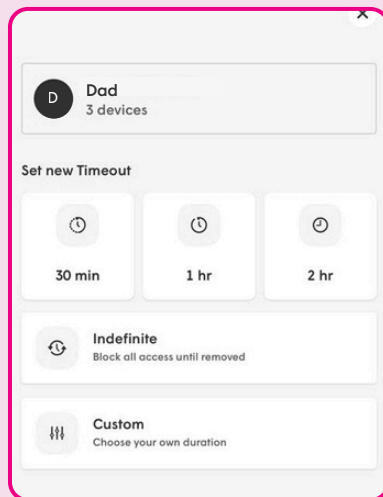 D
Dad
3 devices
Set new Timeout
30 min
1 hr
2 hr
Indefinite
Block all access until removed
Custom
Choose your own duration